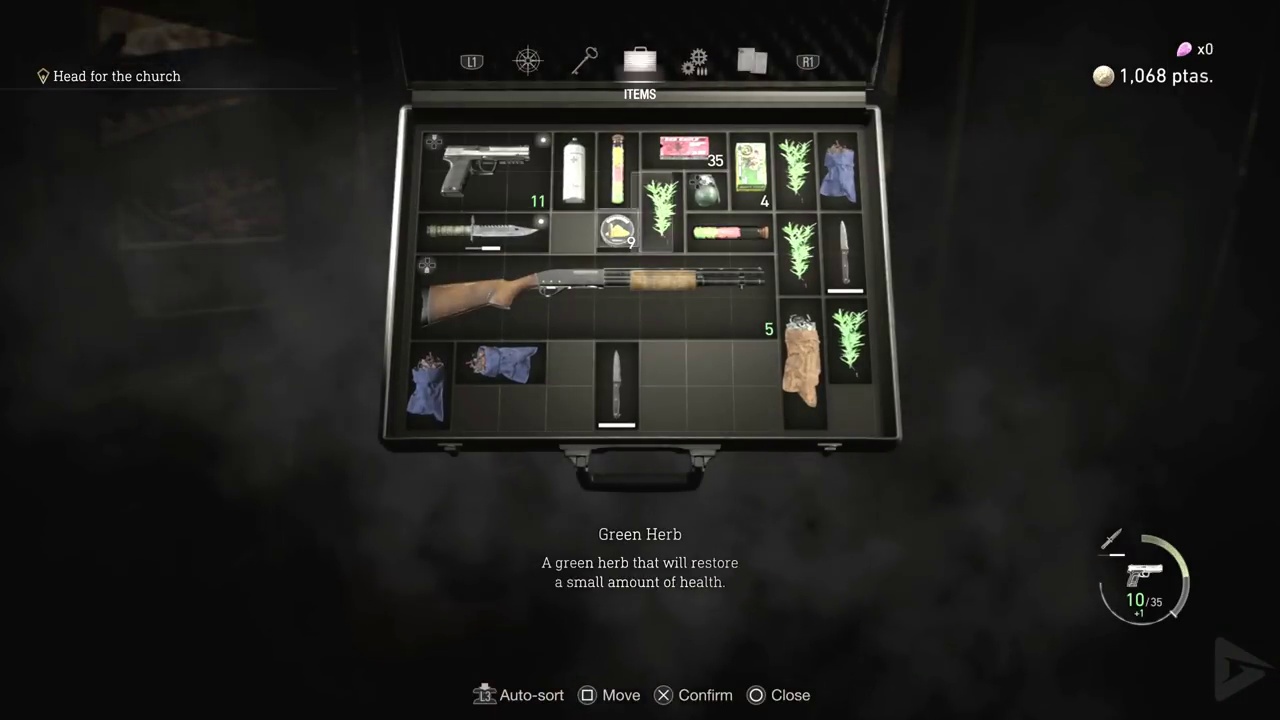 Head for the church
L1
R1
ITEMS
x0
1,068 ptas.
11
35
4
9
5
Green Herb
A green herb that will restore
a small amount of health.
10/35
+1
L3 Auto-sort Move Confirm Close